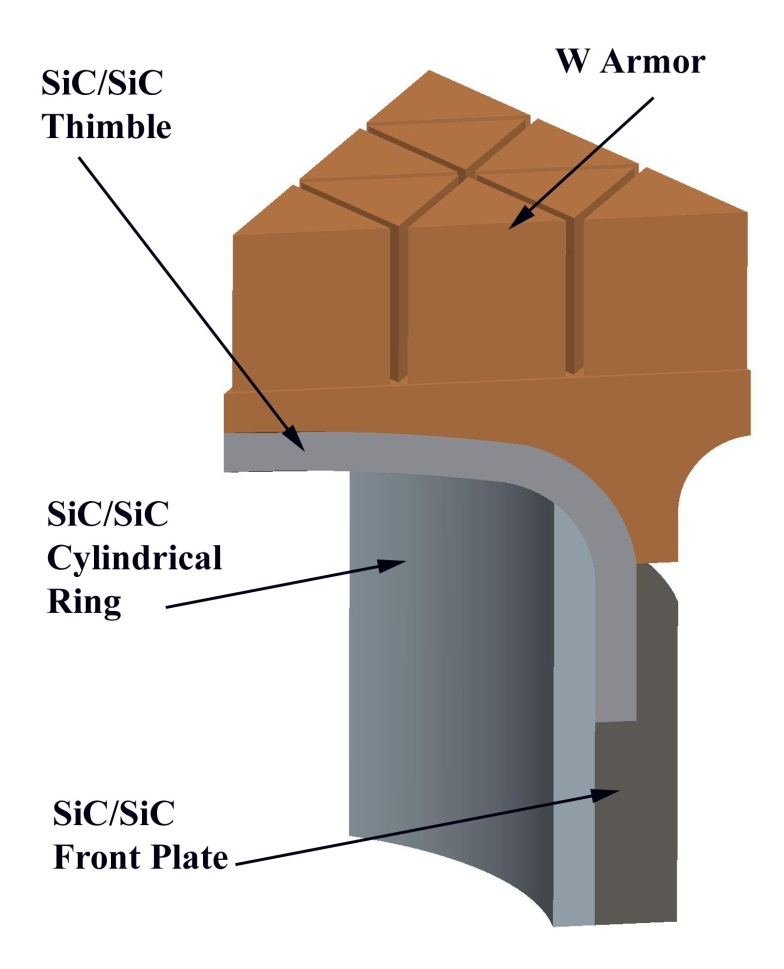 SiC/SiC
Thimble
W Armor
SiC/SiC
Cylindrical
Ring
SiC/SiC
Front Plate